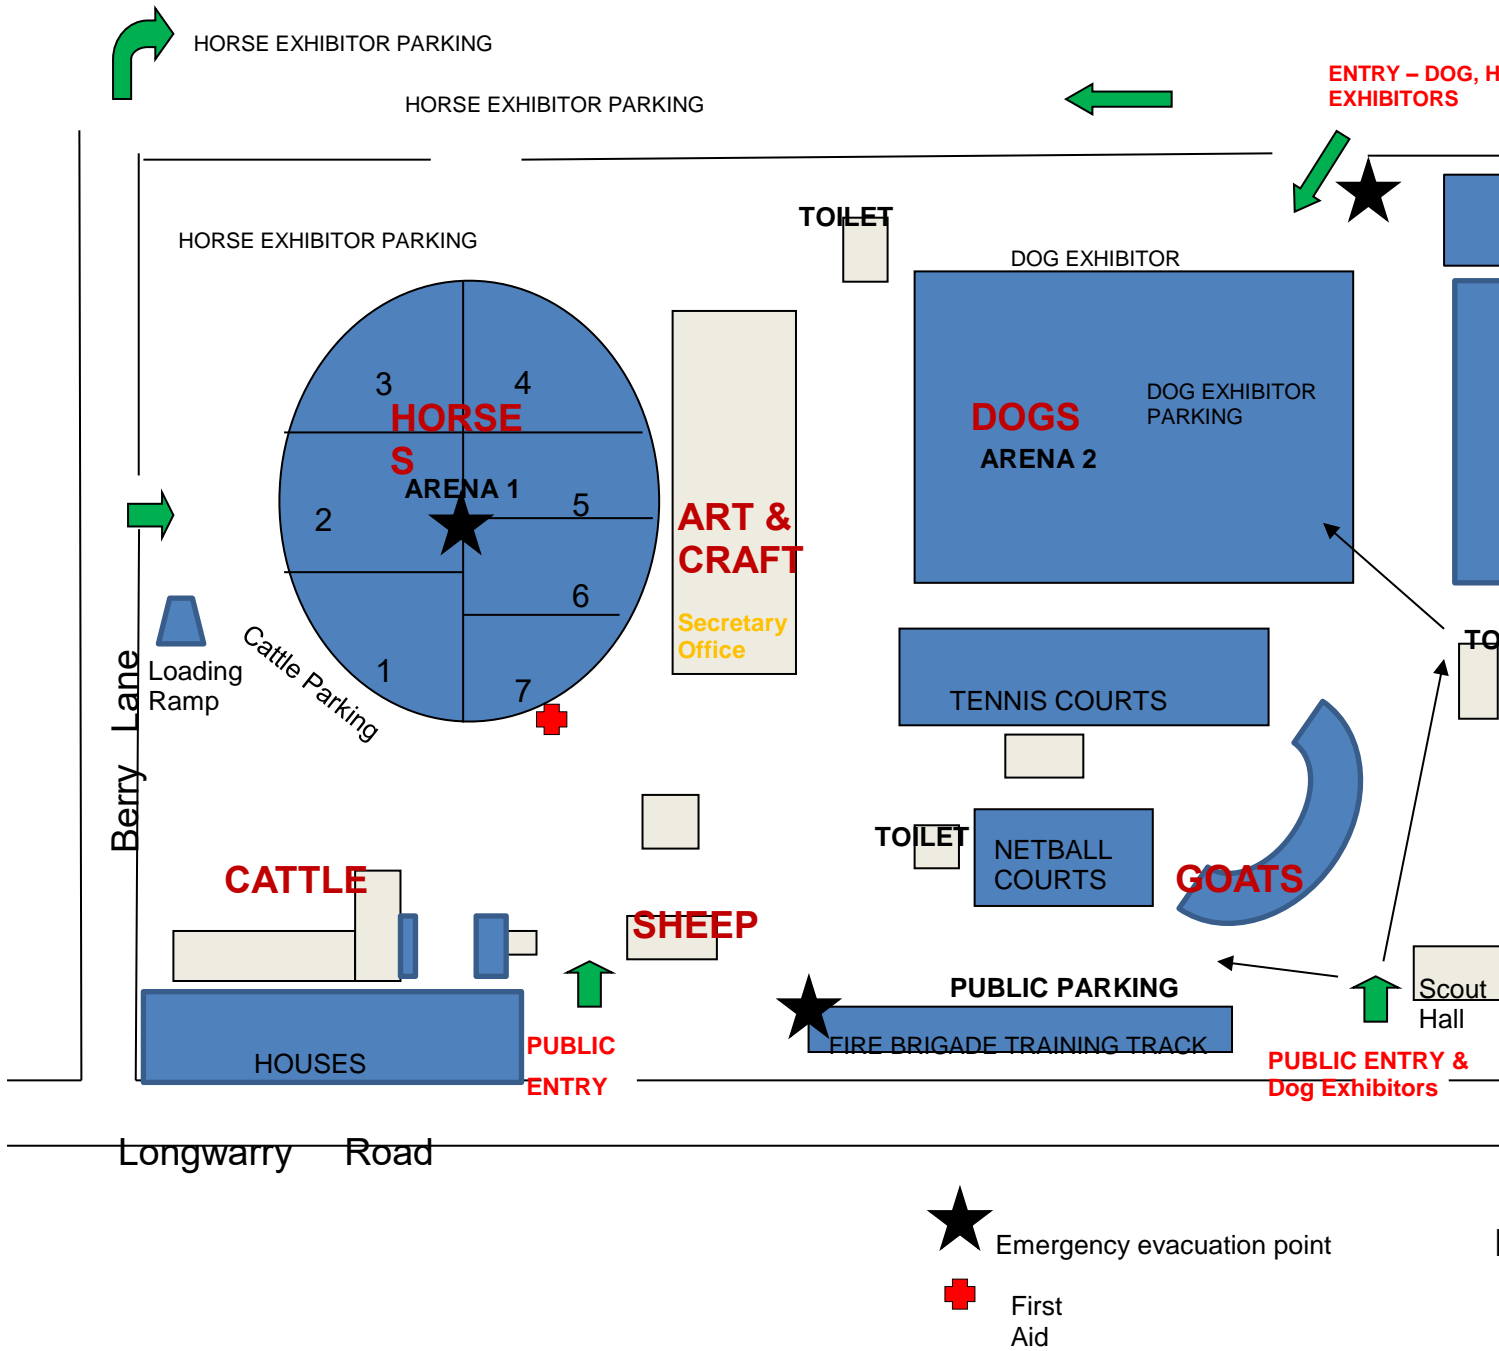 HORSE EXHIBITOR PARKING
ENTRY – DOG, H
EXHIBITORS
HORSE EXHIBITOR PARKING
TOILET
HORSE EXHIBITOR PARKING
DOG EXHIBITOR
3
4
DOG EXHIBITOR
PARKING
HORSE
S
DOGS
ARENA 2
ARENA 1
2
5
ART &
CRAFT
6
Secretary
Office
TO
Loading
Ramp
Cattle Parking
1
7
TENNIS COURTS
Berry Lane
TOILET
NETBALL
COURTS
CATTLE
GOATS
SHEEP
PUBLIC PARKING
Scout
Hall
FIRE BRIGADE TRAINING TRACK
HOUSES
PUBLIC
ENTRY
PUBLIC ENTRY &
Dog Exhibitors
Longwarry Road
Emergency evacuation point
First
Aid